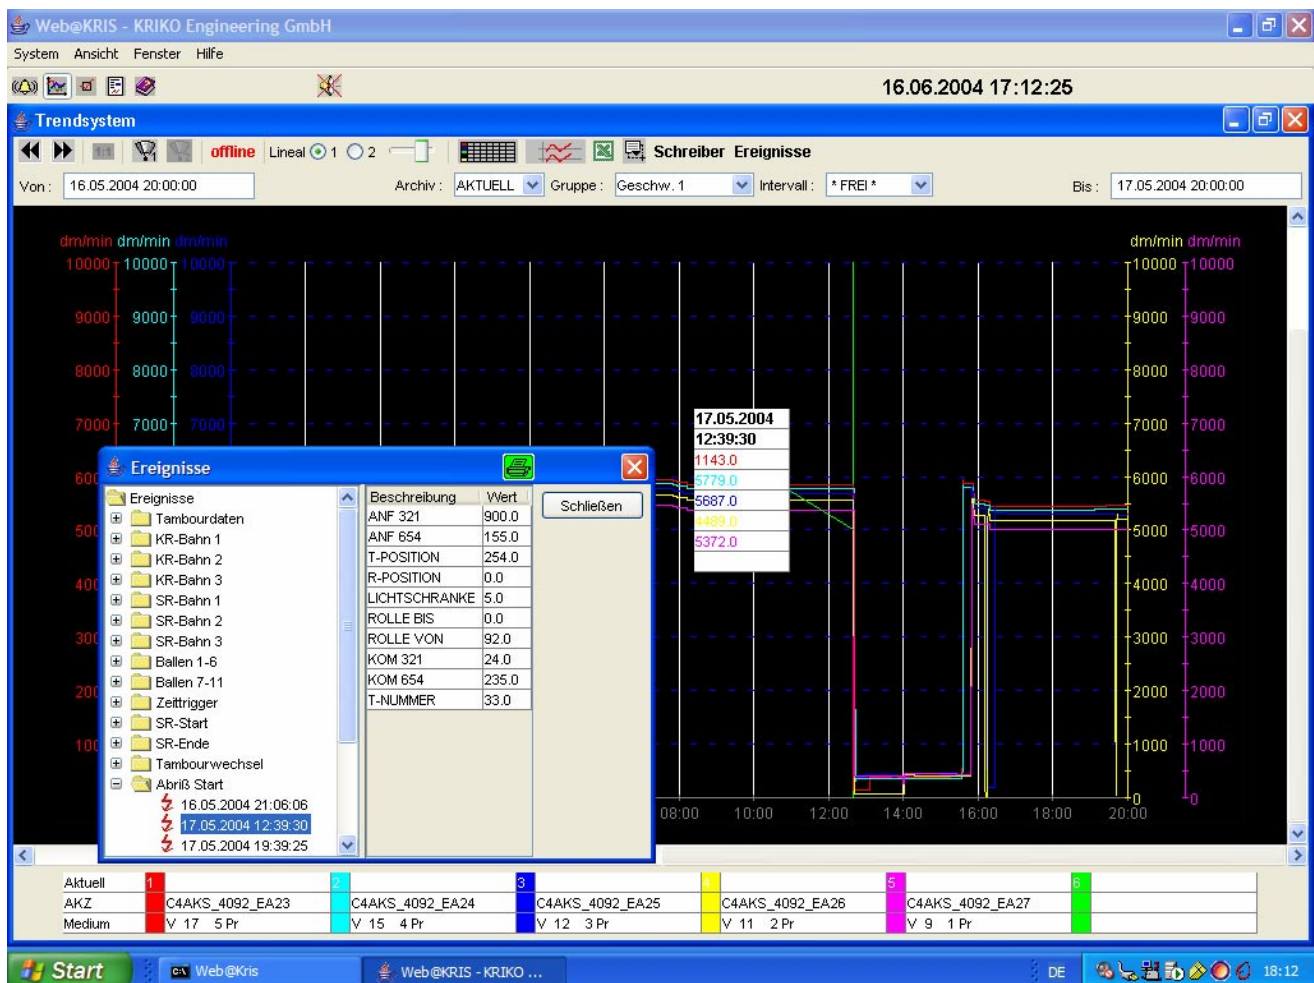 Web@KRIS - KRIKO Engineering GmbH
System Ansicht Fenster Hilfe
16.06.2004 17:12:25
Trendsystem
1:1 1 offline Lineal 1 2 Schreiber Ereignisse
Von : 16.05.2004 20:00:00 Archiv : AKTUELL Gruppe : Geschw. 1 Intervall : * FREI * Bis : 17.05.2004 20:00:00
dm/min dm/min dm/min dm/min dm/min
10000 10000 10000 10000 10000
9000 9000 9000 9000 9000
8000 8000 8000 8000 8000
7000 7000 7000 7000 7000
600 6000 6000
500 5000 5000
400 4000 4000
300 3000 3000
200 2000 2000
100 1000 1000
0 0
08:00 10:00 12:00 14:00 16:00 18:00 20:00
17.05.2004
12:39:30
1143.0
5779.0
5687.0
4489.0
5372.0
Ereignisse
Ereignisse
Tambourdaten
KR-Bahn 1
KR-Bahn 2
KR-Bahn 3
SR-Bahn 1
SR-Bahn 2
SR-Bahn 3
Ballen 1-6
Ballen 7-11
Zeittrigger
SR-Start
SR-Ende
Tambourwechsel
Abriß Start
16.05.2004 21:06:06
17.05.2004 12:39:30
17.05.2004 19:39:25
Beschreibung Wert
ANF 321 900.0
ANF 654 155.0
T-POSITION 254.0
R-POSITION 0.0
LICHTSCHRANKE 5.0
ROLLE BIS 0.0
ROLLE VON 92.0
KOM 321 24.0
KOM 654 235.0
T-NUMMER 33.0
Schließen
Aktuell 1 2 3 4 5 6
AKZ C4AKS_4092_EA23 C4AKS_4092_EA24 C4AKS_4092_EA25 C4AKS_4092_EA26 C4AKS_4092_EA27
Medium V 17 5 Pr V 15 4 Pr V 12 3 Pr V 11 2 Pr V 9 1 Pr
Start Web@Kris Web@KRIS - KRIKO ... DE 18:12